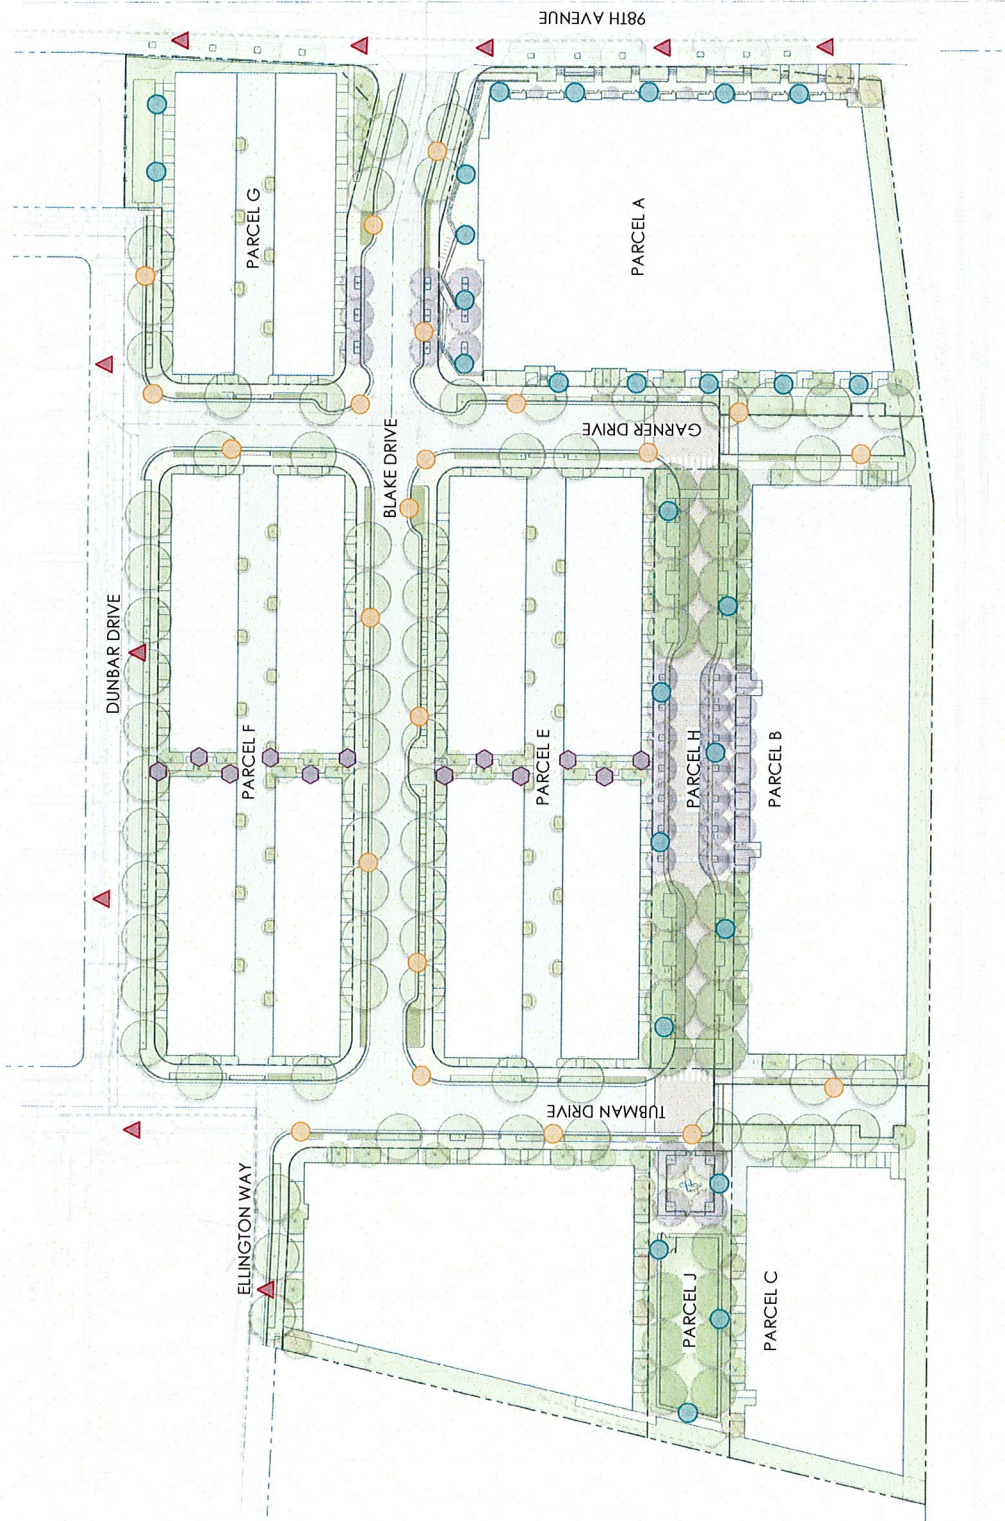 98TH AVENUE
PARCEL G
PARCEL A
GARNER DRIVE
BLAKE DRIVE
DUNBAR DRIVE
PARCEL F
PARCEL E
PARCEL H
PARCEL B
TUBMAN DRIVE
ELLINGTON WAY
PARCEL J
PARCEL C